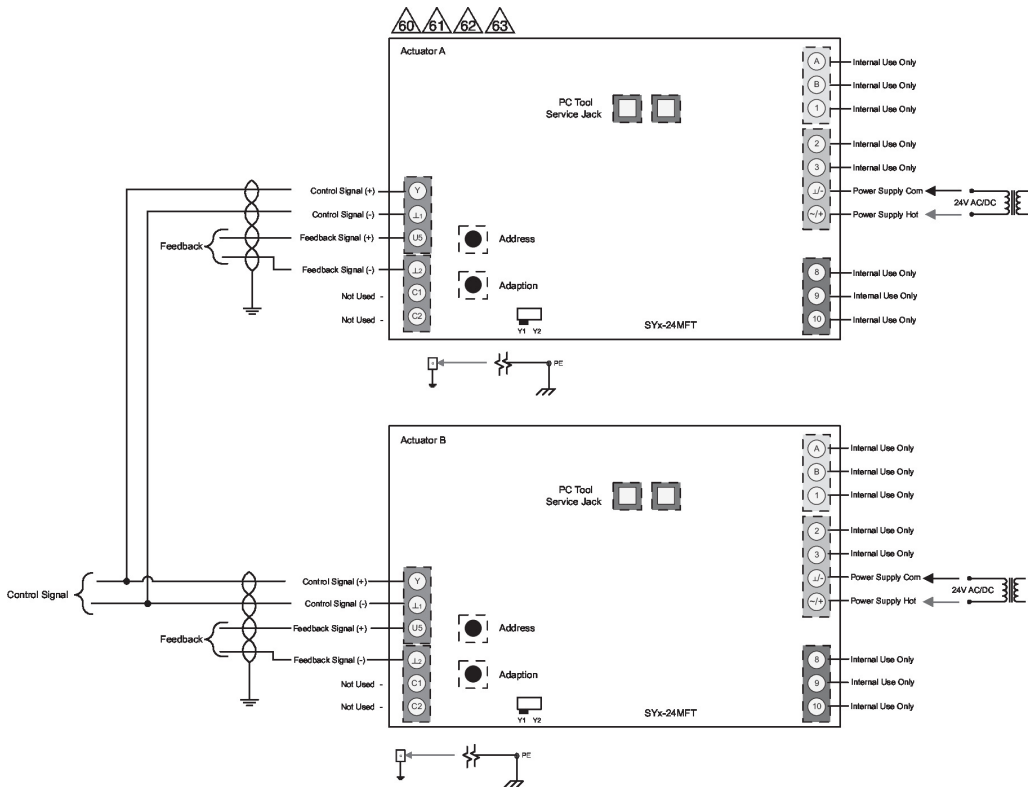 60 61 62 63
Actuator A
PC Tool
Service Jack
A Internal Use Only
B Internal Use Only
1 Internal Use Only
2 Internal Use Only
3 Internal Use Only
⊥/- Power Supply Com
24V AC/DC
~/+ Power Supply Hot
8 Internal Use Only
9 Internal Use Only
10 Internal Use Only
Control Signal (+) Y
Control Signal (-) ⊥1
Feedback
Feedback Signal (+) U5
Feedback Signal (-) ⊥2
Not Used - C1
Not Used - C2
Address
Adaption
Y1 Y2
SYx-24MFT
PE
Actuator B
PC Tool
Service Jack
A Internal Use Only
B Internal Use Only
1 Internal Use Only
2 Internal Use Only
3 Internal Use Only
⊥/- Power Supply Com
24V AC/DC
~/+ Power Supply Hot
8 Internal Use Only
9 Internal Use Only
10 Internal Use Only
Control Signal
Control Signal (+) Y
Control Signal (-) ⊥1
Feedback
Feedback Signal (+) U5
Feedback Signal (-) ⊥2
Not Used - C1
Not Used - C2
Address
Adaption
Y1 Y2
SYx-24MFT
PE